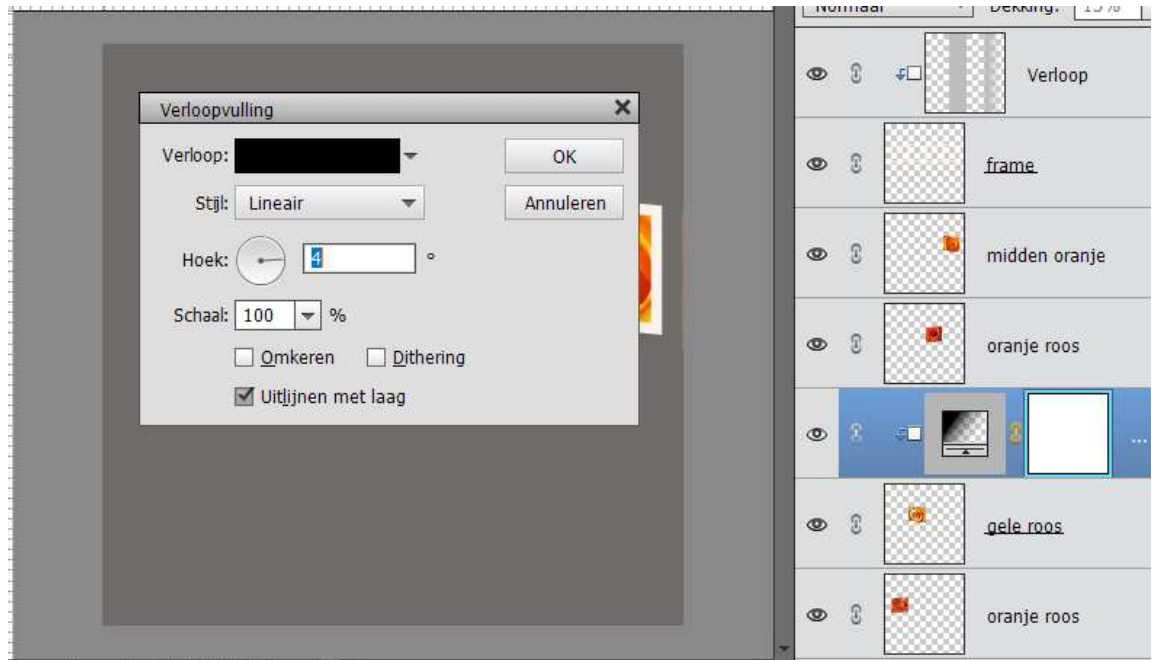 Normaal Dekking: 15%
Verloop
frame
midden oranje
oranje roos
...
gele roos
oranje roos
Verloopvulling
Verloop:
OK
Stijl: Lineair
Annuleren
Hoek: 4 °
Schaal: 100 %
Omkeren Dithering
Uitlijnen met laag